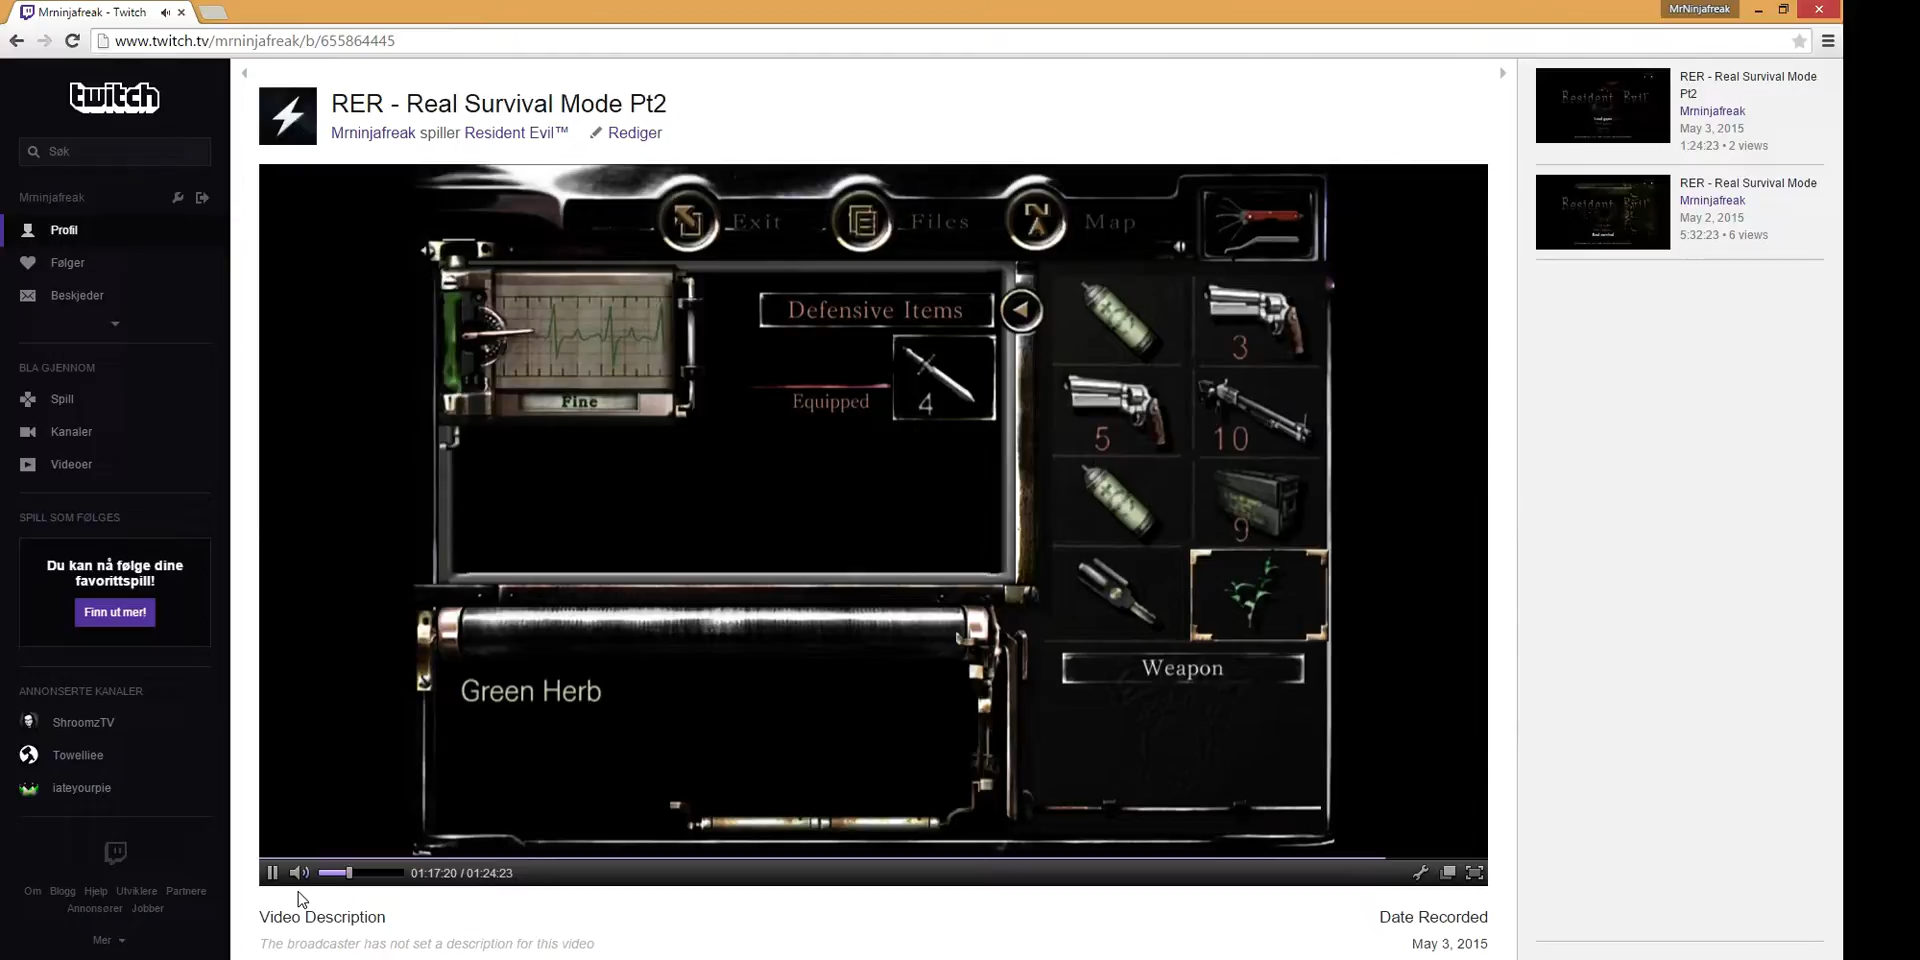 Mrninjafreak - Twitch
MrNinjafreak
www.twitch.tv/mrninjafreak/b/655864445
twitch
Søk
Mrninjafreak
Profil
Følger
Beskjeder
BLA GJENNOM
Spill
Kanaler
Videoer
SPILL SOM FØLGES
Du kan nå følge dine
favorittspill!
Finn ut mer!
ANNONSERTE KANALER
ShroomzTV
Towelliee
iateyourpie
Om Blogg Hjelp Utviklere Partnere
Annonsører Jobber
Mer
RER - Real Survival Mode Pt2
Mrninjafreak spiller Resident Evil™ Rediger
Exit Files Map
Defensive Items
Fine
Equipped
4
3
5
10
9
Green Herb
Weapon
01:17:20 / 01:24:23
Video Description
The broadcaster has not set a description for this video
Date Recorded
May 3, 2015
Resident Evil
RER - Real Survival Mode
Pt2
Mrninjafreak
May 3, 2015
1:24:23 • 2 views
Resident Evil
RER - Real Survival Mode
Mrninjafreak
May 2, 2015
5:32:23 • 6 views